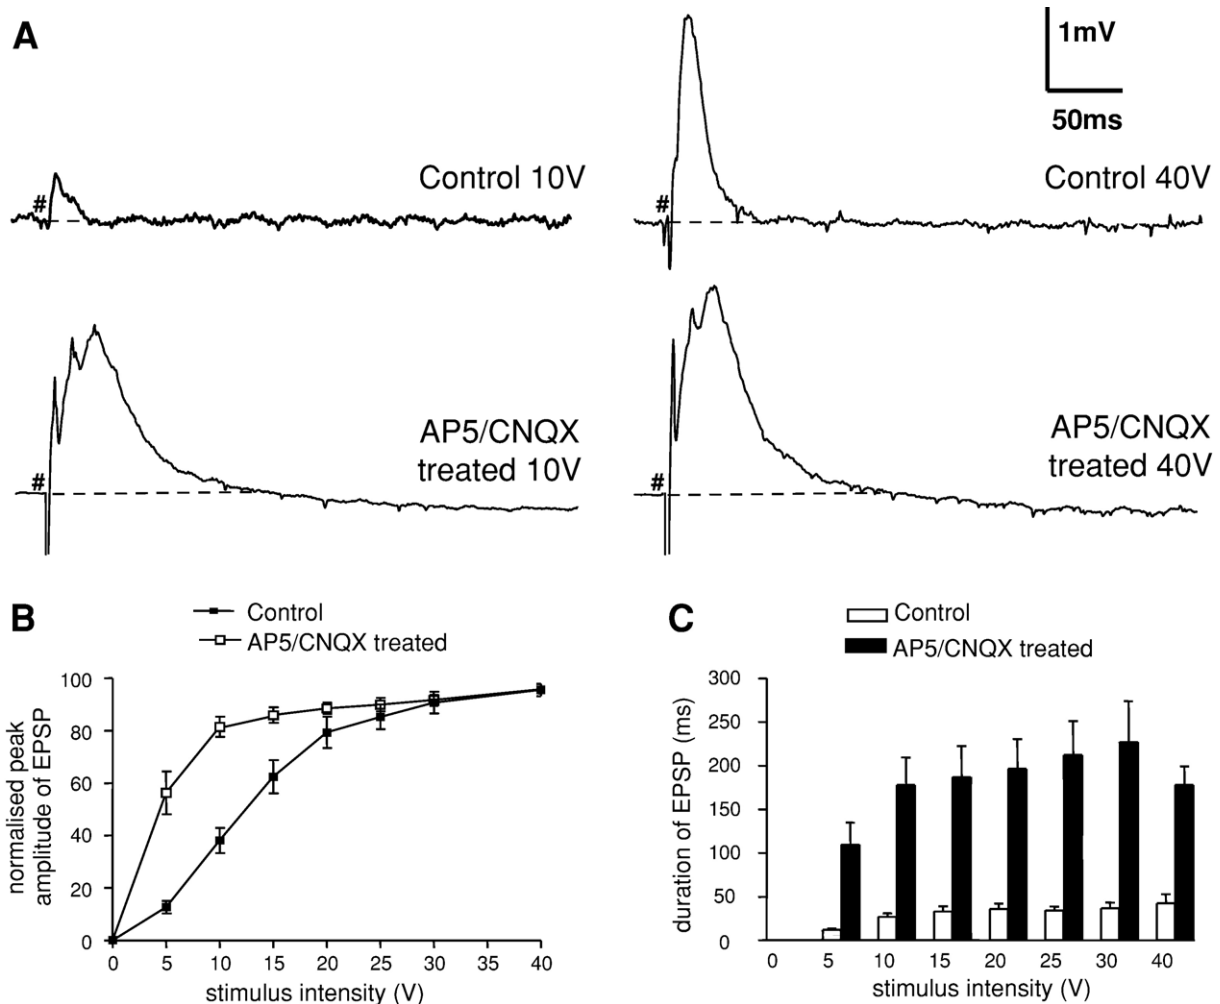 A
1mV
50ms
Control 10V
#
Control 40V
#
AP5/CNQX
treated 10V
#
AP5/CNQX
treated 40V
#
B
Control
AP5/CNQX treated
normalised peak
amplitude of EPSP
100
80
60
40
20
0
0 5 10 15 20 25 30 35 40
stimulus intensity (V)
C
Control
AP5/CNQX treated
duration of EPSP (ms)
300
250
200
150
100
50
0
0 5 10 15 20 25 30 40
stimulus intensity (V)